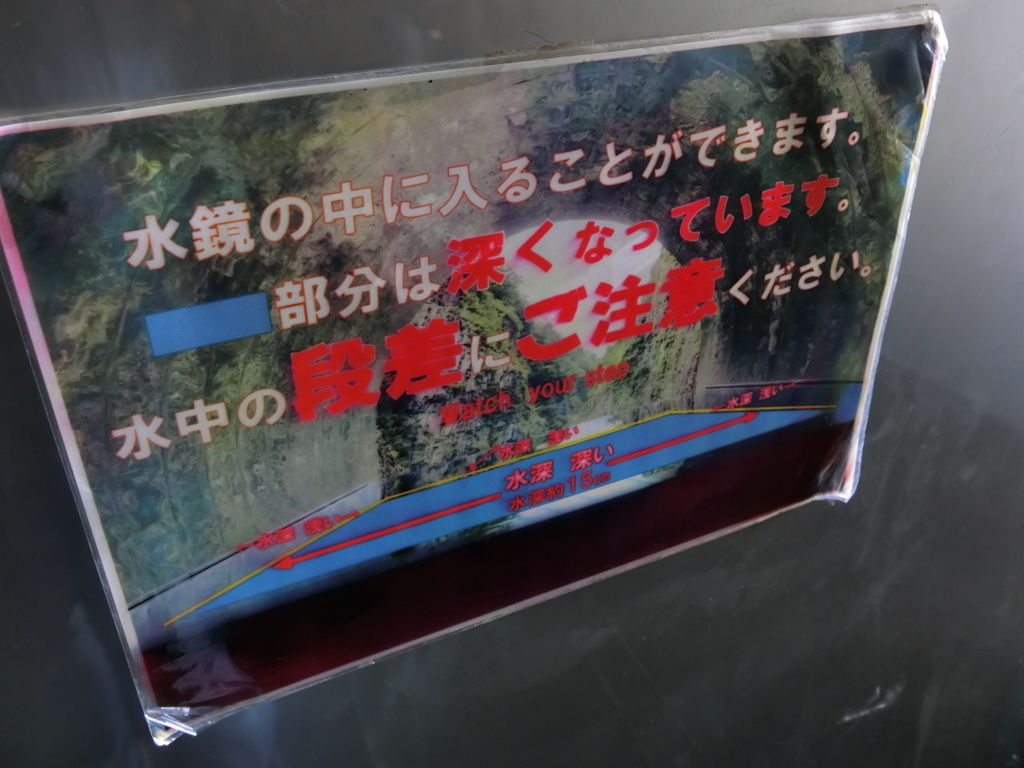 水鏡の中に入ることができます。
部分は深くなっています。
水中の段差にご注意ください。
Watch your step
←水深 浅い→
←水深 浅い→
←水深 浅い→
水深 深い
水深約15cm